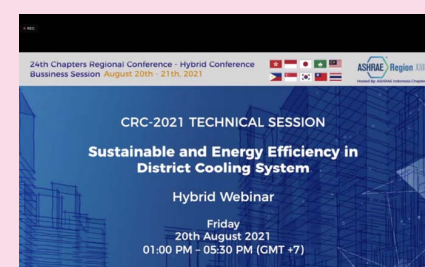 REC
24th Chapters Regional Conference - Hybrid Conference
Bussiness Session August 20th - 21th, 2021
ASHRAE Region XIII
Hosted By ASHRAE Indonesia Chapter
CRC-2021 TECHNICAL SESSION
Sustainable and Energy Efficiency in
District Cooling System
Hybrid Webinar
Friday
20th August 2021
01:00 PM – 05:30 PM (GMT +7)